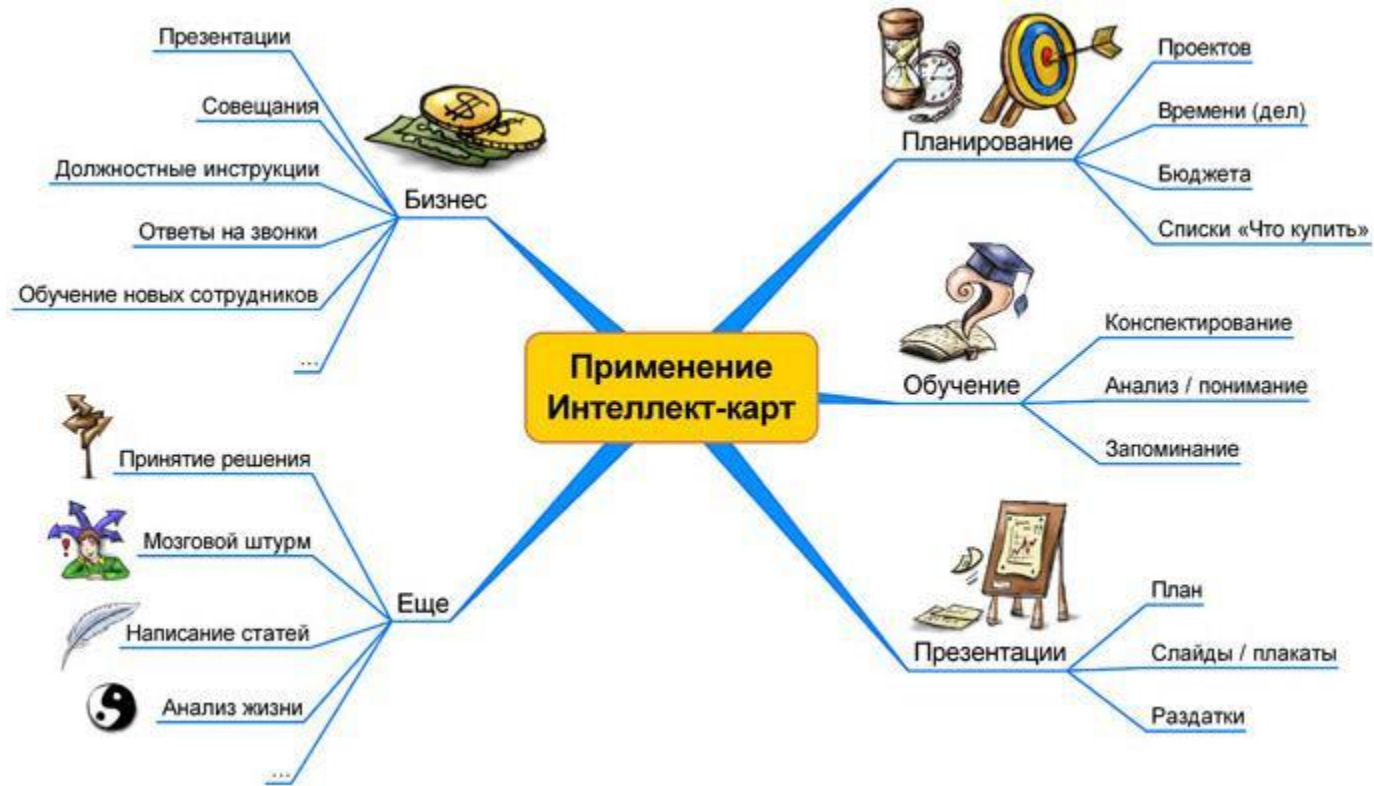 Применение
Интеллект-карт
Планирование
Проектов
Времени (дел)
Бюджета
Списки «Что купить»
Обучение
Конспектирование
Анализ / понимание
Запоминание
Презентации
План
Слайды / плакаты
Раздатки
Бизнес
Презентации
Совещания
Должностные инструкции
Ответы на звонки
Обучение новых сотрудников
...
Еще
Принятие решения
Мозговой штурм
Написание статей
Анализ жизни
...